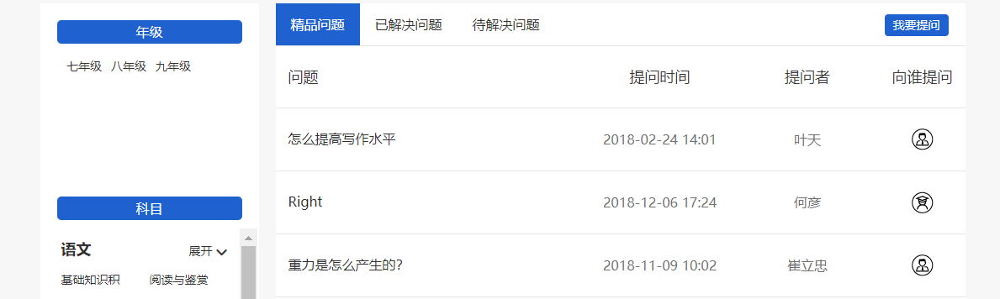 年级
七年级 八年级 九年级
科目
语文 展开
基础知识积 阅读与鉴赏
精品问题 已解决问题 待解决问题 我要提问
问题 提问时间 提问者 向谁提问
怎么提高写作水平 2018-02-24 14:01 叶天
Right 2018-12-06 17:24 何彦
重力是怎么产生的? 2018-11-09 10:02 崔立忠